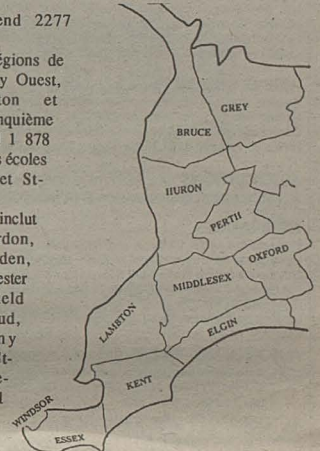 end 2277
égions de
y Ouest,
ton et
nquième
1 878
s écoles
et St-
inclut
rdon,
den,
ester
eld
ud,
n y
t-
e-
l
GREY
BRUCE
HURON
PERTH
OXFORD
MIDDLESEX
LAMBTON
ELGIN
KENT
WINDSOR
ESSEX